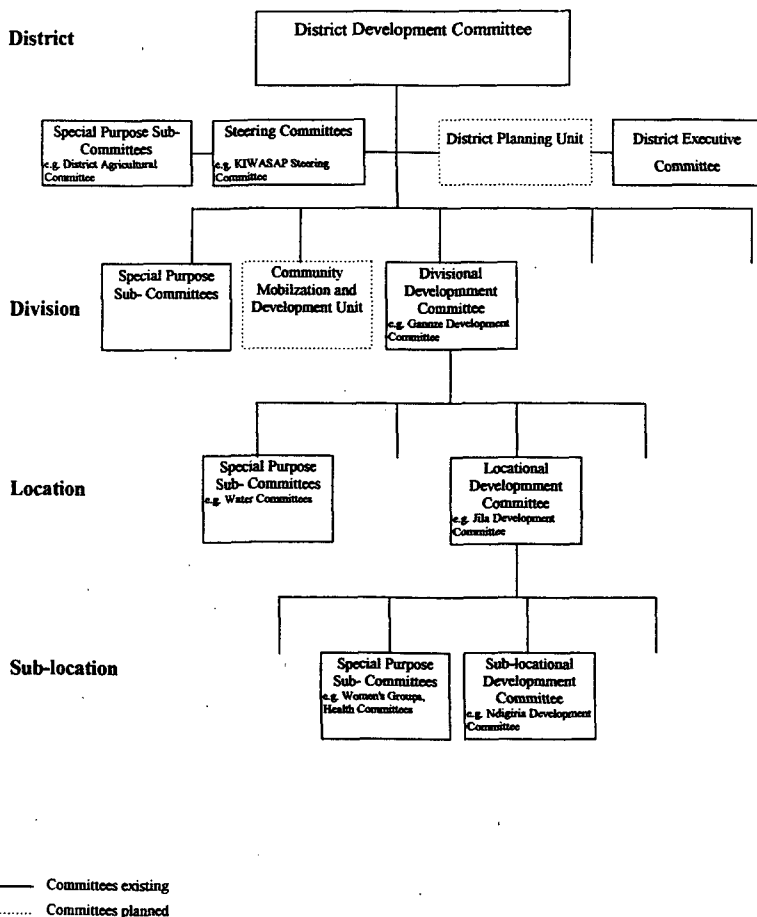 District
District Development Committee
Special Purpose Sub-
Committees
e.g. District Agricultural
Committee
Steering Committees
e.g. KIWASAP Steering
Committee
District Planning Unit
District Executive
Committee
Division
Special Purpose
Sub- Committees
Community
Mobilzation and
Development Unit
Divisional
Developmment
Committee
e.g. Gannze Development
Committee
Location
Special Purpose
Sub- Committees
e.g. Water Committees
Locational
Developmment
Committee
e.g. Jila Development
Committee
Sub-location
Special Purpose
Sub- Committees
e.g. Women's Groups,
Health Committees
Sub-locational
Developmment
Committee
e.g. Ndigiria Development
Committee
Committees existing
Committees planned